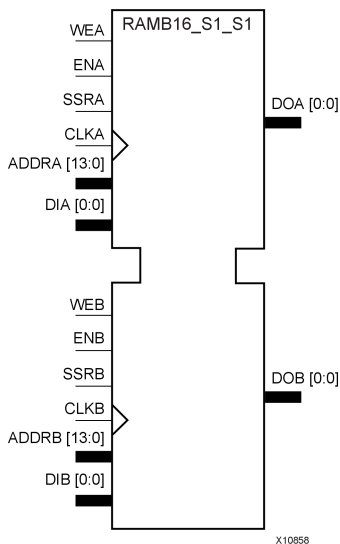 RAMB16_S1_S1
WEA
ENA
SSRA
CLKA
ADDRA [13:0]
DIA [0:0]
DOA [0:0]
WEB
ENB
SSRB
CLKB
ADDRB [13:0]
DIB [0:0]
DOB [0:0]
X10858